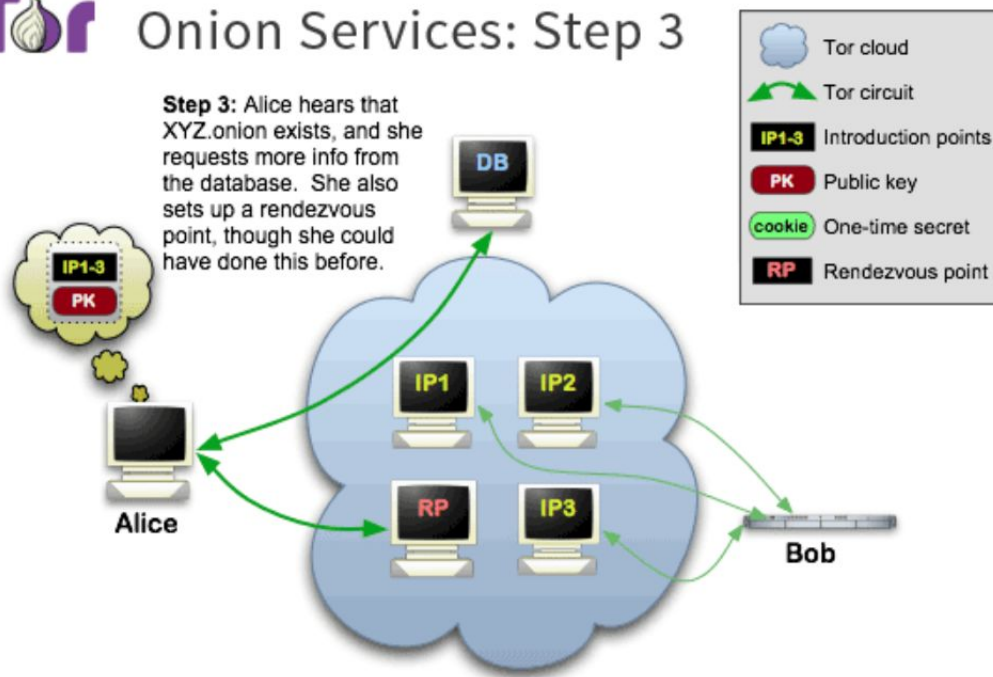 Tor Onion Services: Step 3
Step 3: Alice hears that
XYZ.onion exists, and she
requests more info from
the database. She also
sets up a rendezvous
point, though she could
have done this before.
Tor cloud
Tor circuit
IP1-3 Introduction points
PK Public key
cookie One-time secret
RP Rendezvous point
DB
IP1-3
PK
IP1
IP2
RP
IP3
Alice
Bob